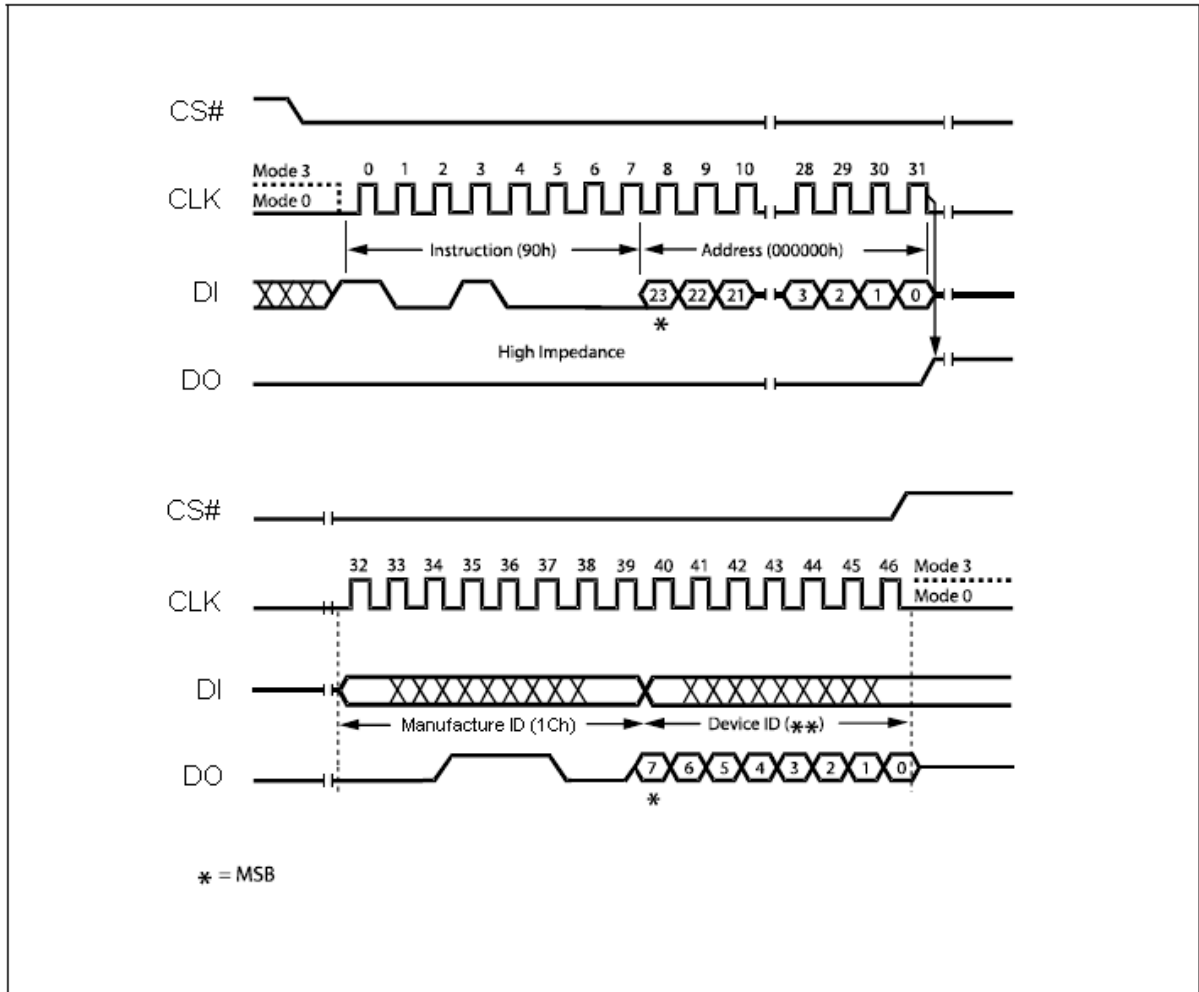 CS#
Mode 3
0 1 2 3 4 5 6 7 8 9 10 28 29 30 31
CLK
Mode 0
Instruction (90h) Address (000000h)
DI
23 22 21 3 2 1 0
*
High Impedance
DO
CS#
32 33 34 35 36 37 38 39 40 41 42 43 44 45 46 Mode 3
CLK
Mode 0
DI
Manufacture ID (1Ch) Device ID (**)
DO
7 6 5 4 3 2 1 0
*
* = MSB